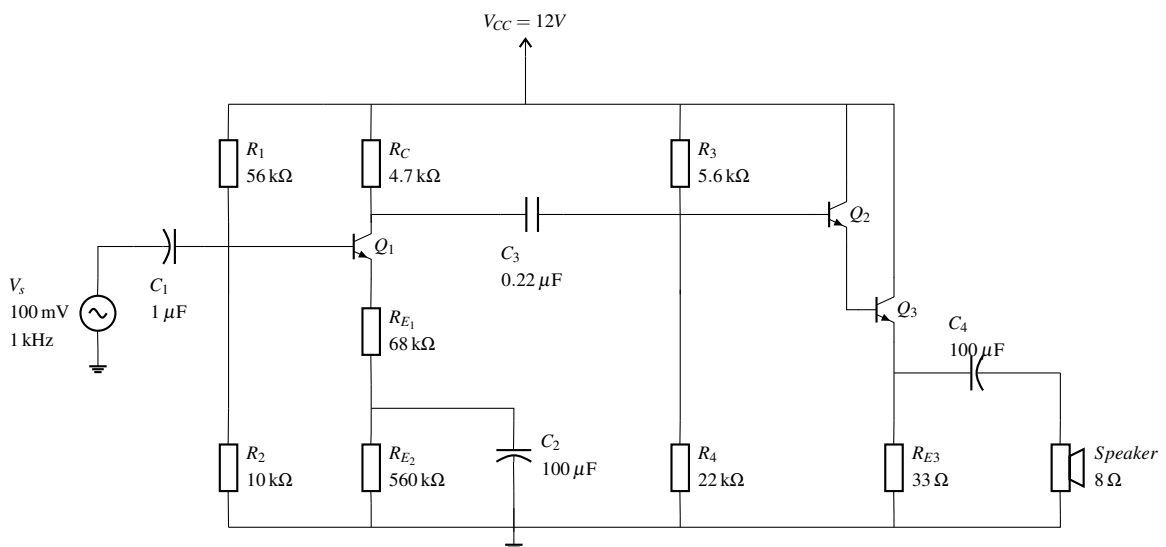 V_CC = 12V
R_1
56 kΩ
R_C
4.7 kΩ
R_3
5.6 kΩ
Q_2
Q_1
C_3
0.22 μF
V_s
100 mV
1 kHz
C_1
1 μF
R_E_1
68 kΩ
Q_3
C_4
100 μF
R_2
10 kΩ
R_E_2
560 kΩ
C_2
100 μF
R_4
22 kΩ
R_E3
33 Ω
Speaker
8 Ω